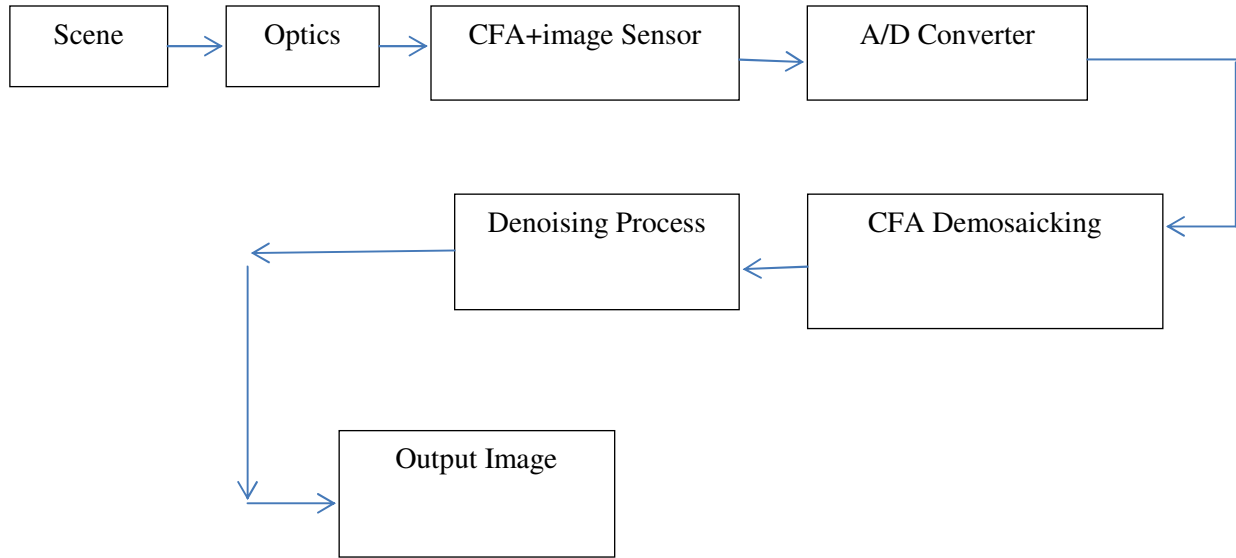 Scene
Optics
CFA+image Sensor
A/D Converter
CFA Demosaicking
Denoising Process
Output Image